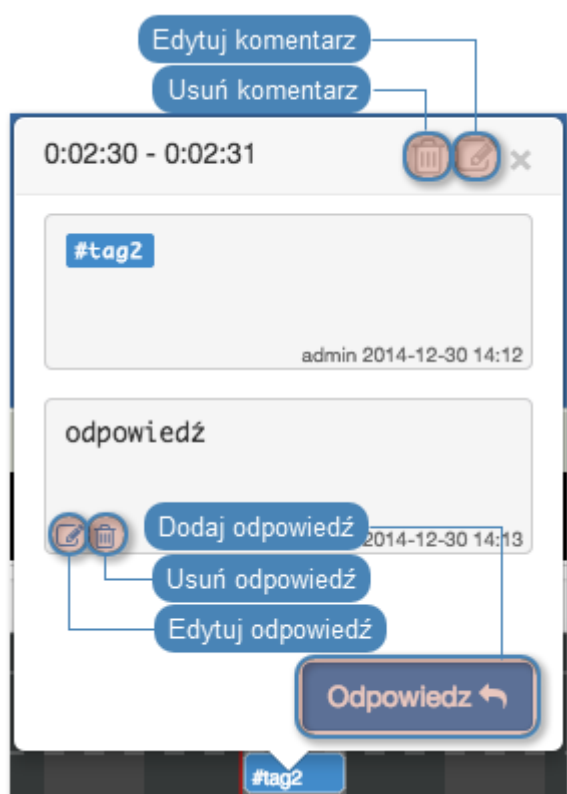 Edytuj komentarz
Usuń komentarz
0:02:30 - 0:02:31
#tag2
admin 2014-12-30 14:12
odpowiedź
Dodaj odpowiedź
2014-12-30 14:13
Usuń odpowiedź
Edytuj odpowiedź
Odpowiedz
#tag2